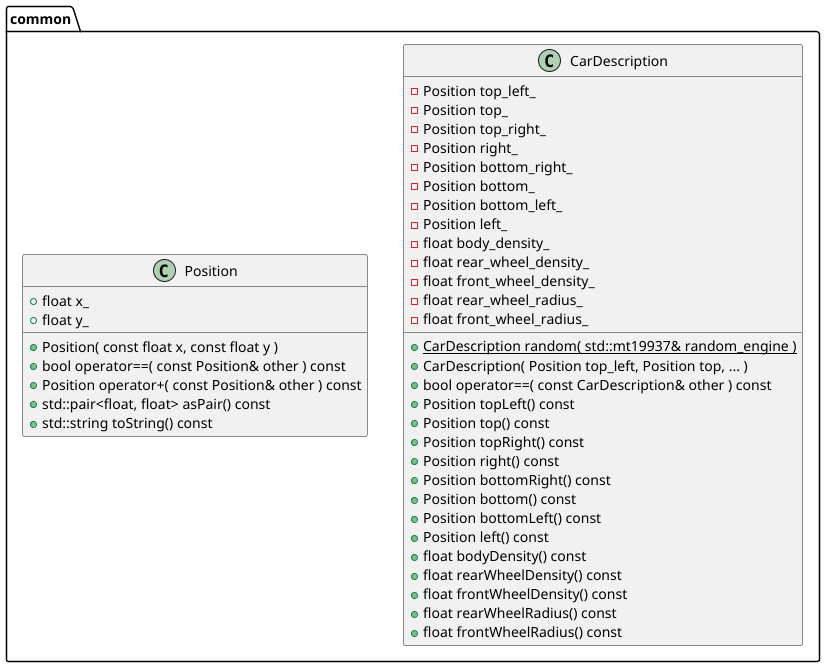 common
C Position
float x_
float y_
Position( const float x, const float y )
bool operator==( const Position& other ) const
Position operator+( const Position& other ) const
std::pair<float, float> asPair() const
std::string toString() const
C CarDescription
Position top_left_
Position top_
Position top_right_
Position right_
Position bottom_right_
Position bottom_
Position bottom_left_
Position left_
float body_density_
float rear_wheel_density_
float front_wheel_density_
float rear_wheel_radius_
float front_wheel_radius_
CarDescription random( std::mt19937& random_engine )
CarDescription( Position top_left, Position top, ... )
bool operator==( const CarDescription& other ) const
Position topLeft() const
Position top() const
Position topRight() const
Position right() const
Position bottomRight() const
Position bottom() const
Position bottomLeft() const
Position left() const
float bodyDensity() const
float rearWheelDensity() const
float frontWheelDensity() const
float rearWheelRadius() const
float frontWheelRadius() const